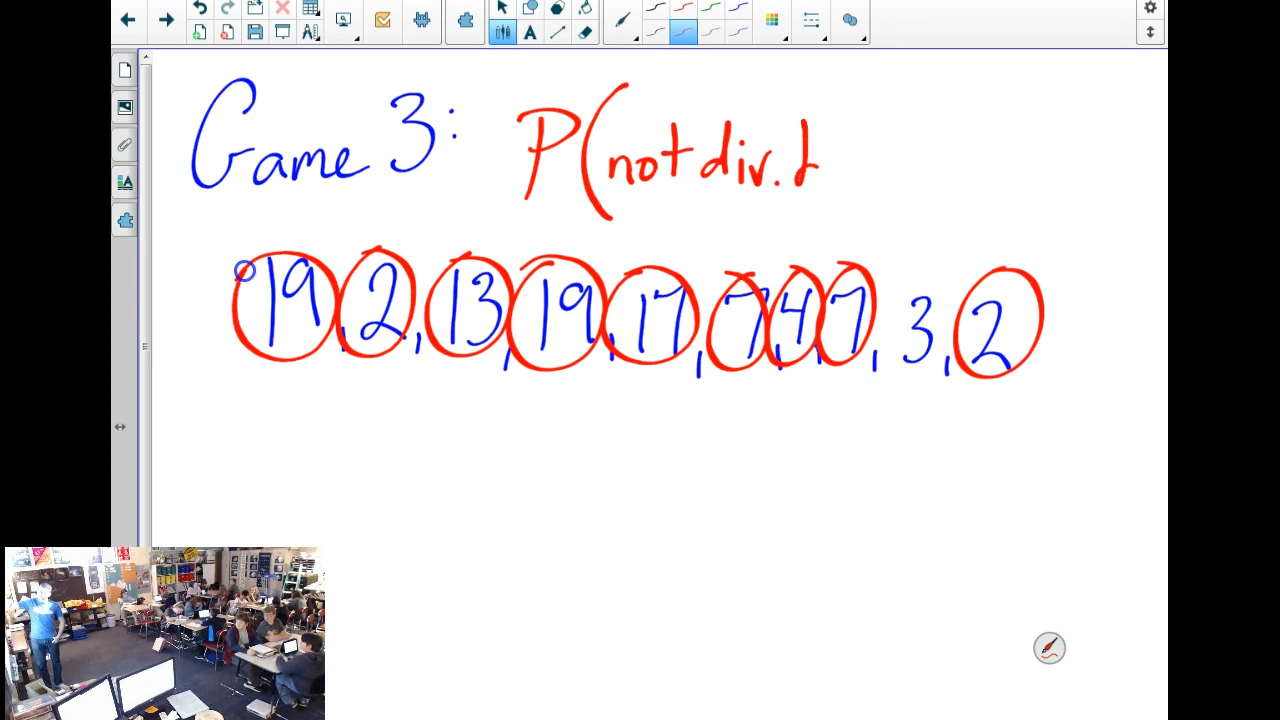 Game 3: P(not div. b
19, 2, 13, 19, 17, 7, 4, 7, 3, 2